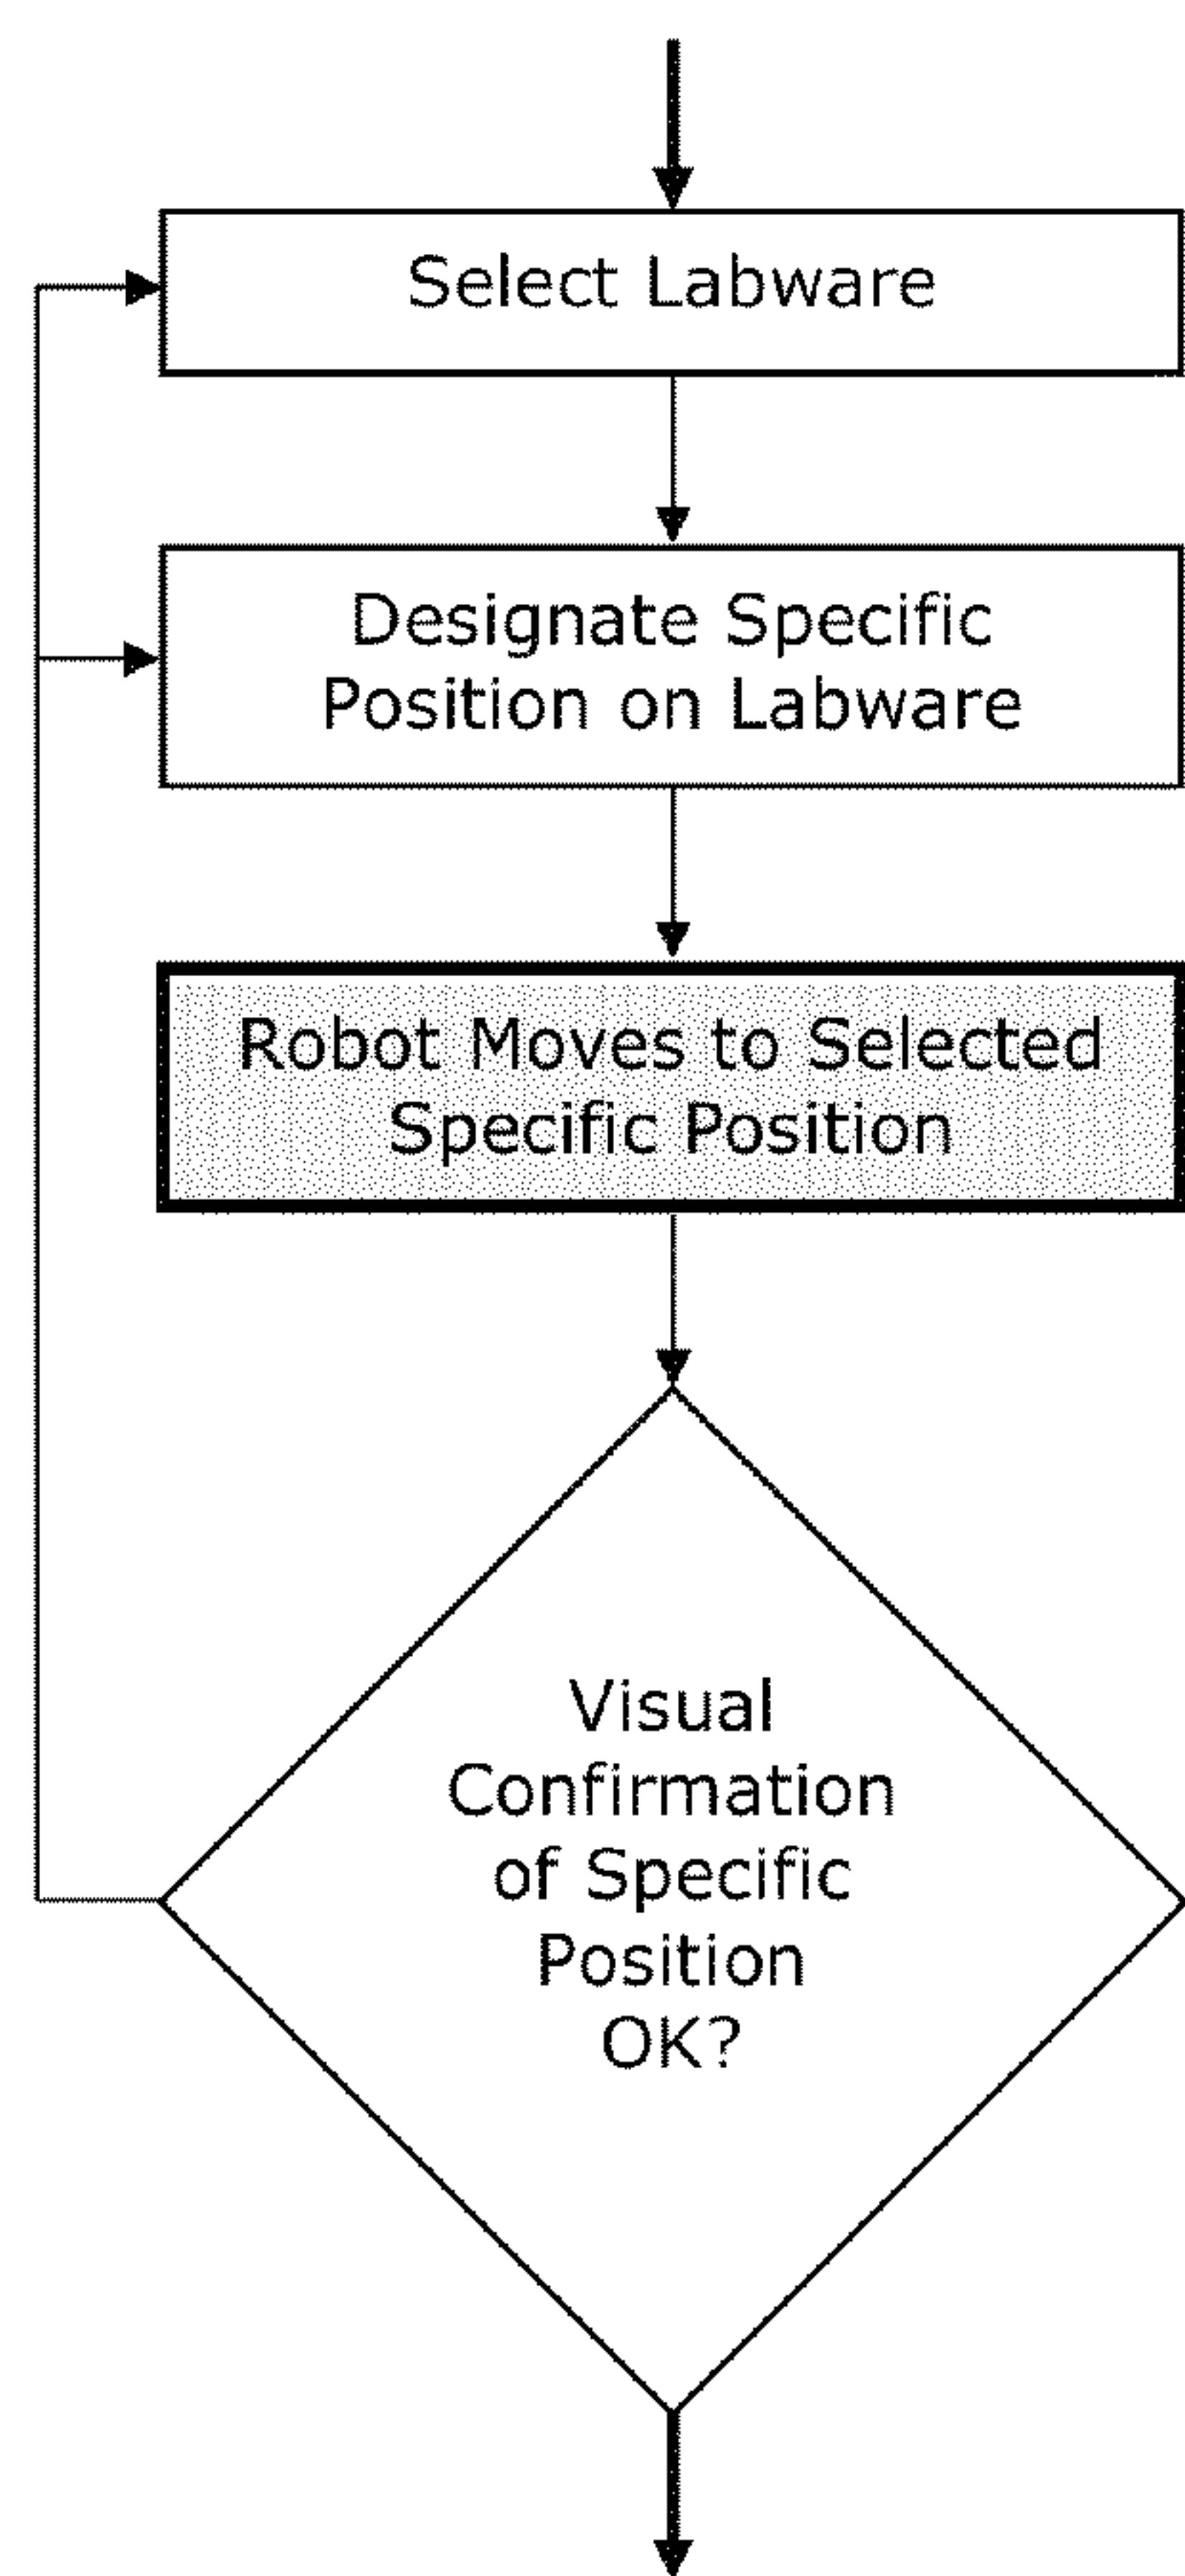 Select Labware
Designate Specific
Position on Labware
Robot Moves to Selected
Specific Position
Visual
Confirmation
of Specific
Position
OK?